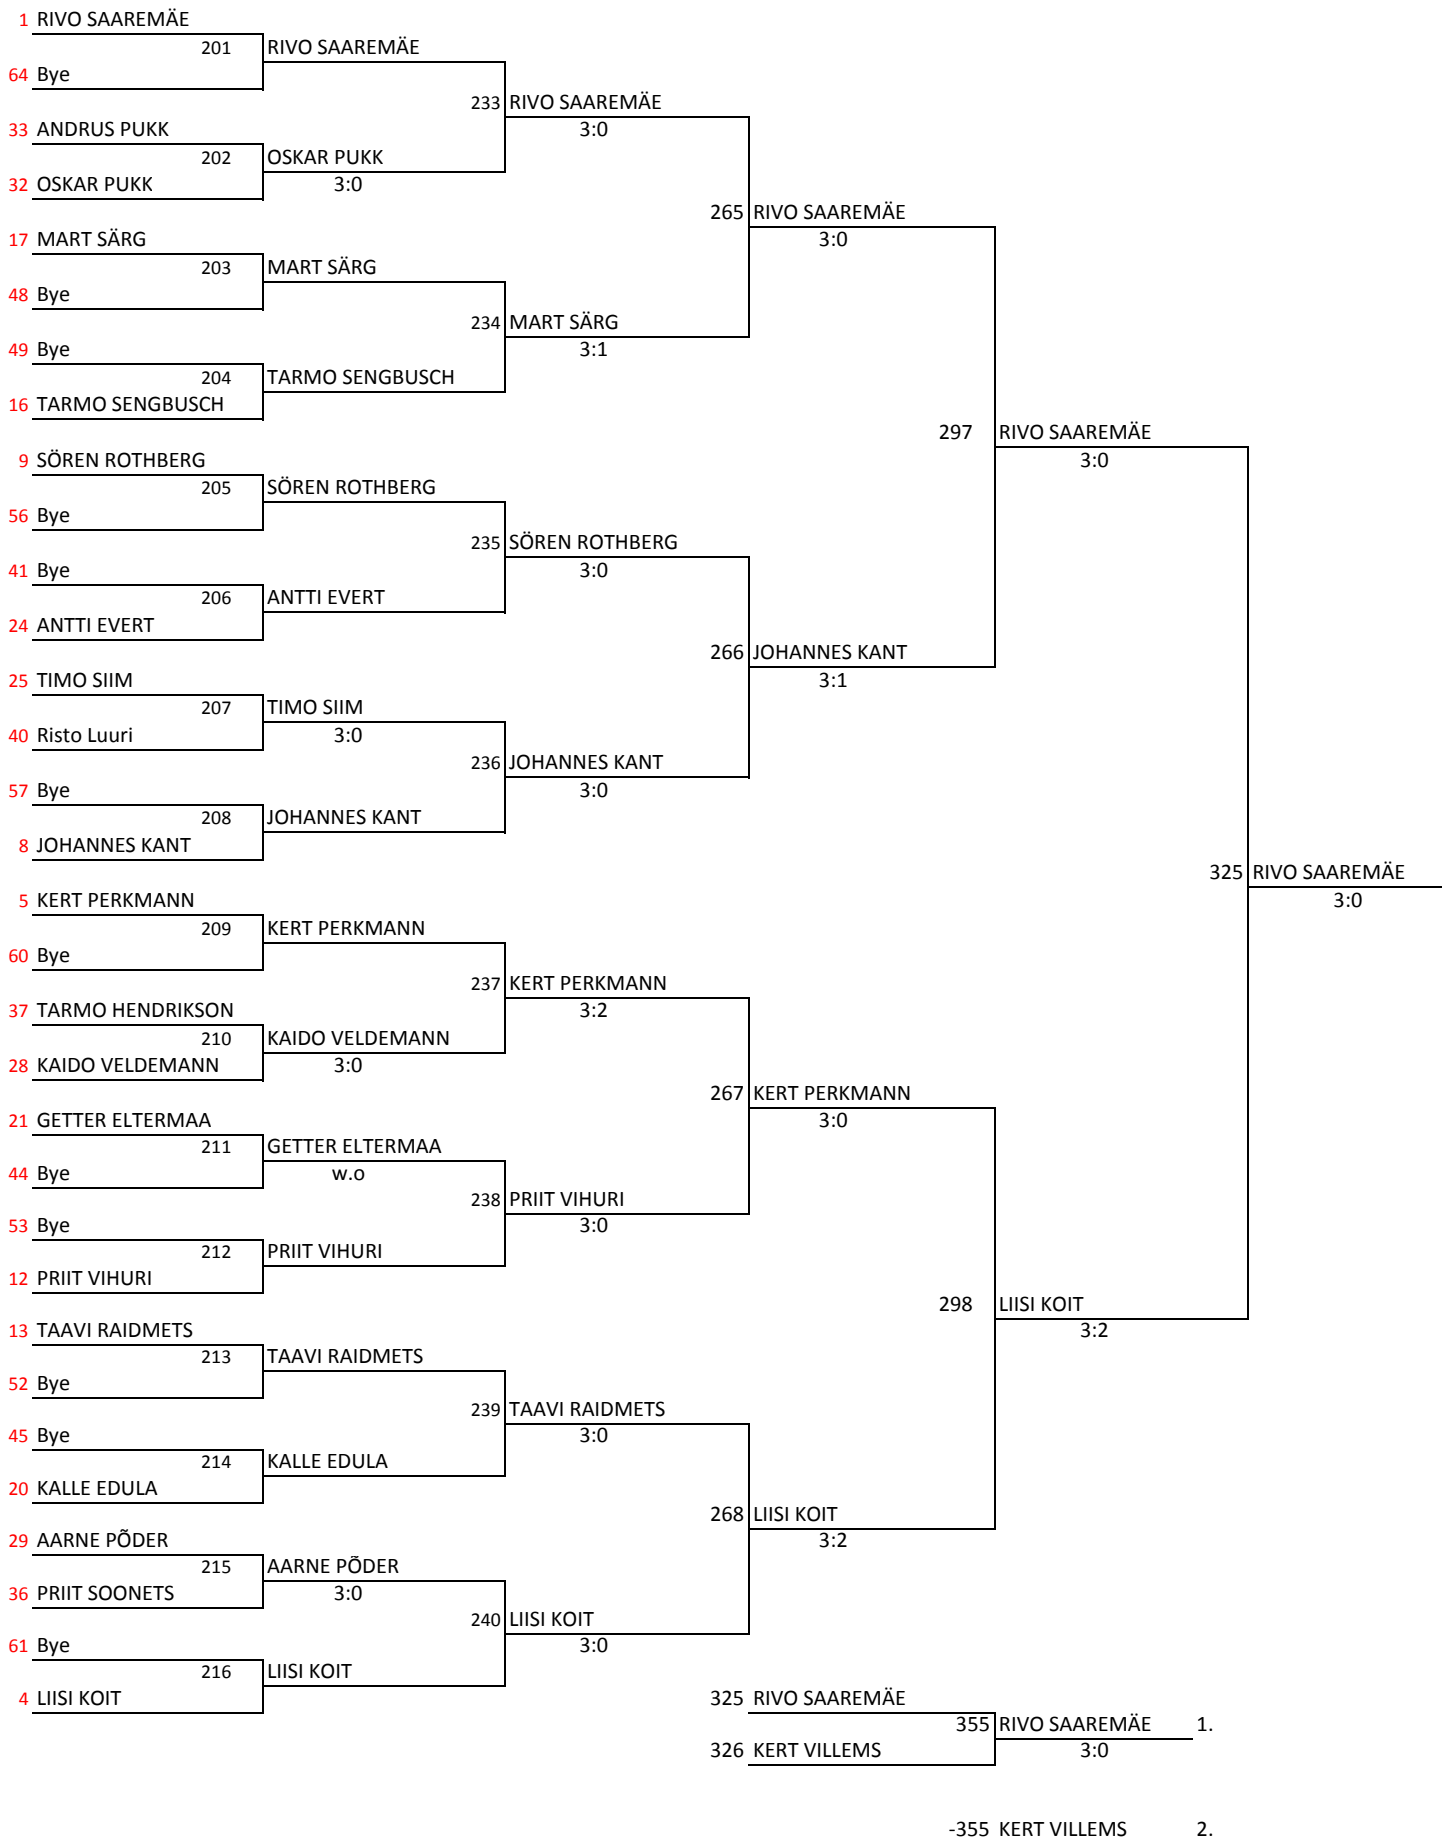 1 RIVO SAAREMÄE
201 RIVO SAAREMÄE
64 Bye
233 RIVO SAAREMÄE
33 ANDRUS PUKK 3:0
202 OSKAR PUKK
32 OSKAR PUKK 3:0
265 RIVO SAAREMÄE
17 MART SÄRG 3:0
203 MART SÄRG
48 Bye
234 MART SÄRG
49 Bye 3:1
204 TARMO SENGBUSCH
16 TARMO SENGBUSCH
297 RIVO SAAREMÄE
9 SÖREN ROTHBERG 3:0
205 SÖREN ROTHBERG
56 Bye
235 SÖREN ROTHBERG
41 Bye 3:0
206 ANTTI EVERT
24 ANTTI EVERT
266 JOHANNES KANT
25 TIMO SIIM 3:1
207 TIMO SIIM
40 Risto Luuri 3:0
236 JOHANNES KANT
57 Bye 3:0
208 JOHANNES KANT
8 JOHANNES KANT
325 RIVO SAAREMÄE
5 KERT PERKMANN 3:0
209 KERT PERKMANN
60 Bye
237 KERT PERKMANN
37 TARMO HENDRIKSON 3:2
210 KAIDO VELDEMANN
28 KAIDO VELDEMANN 3:0
267 KERT PERKMANN
21 GETTER ELTERMAA 3:0
211 GETTER ELTERMAA
44 Bye w.o
238 PRIIT VIHURI
53 Bye 3:0
212 PRIIT VIHURI
12 PRIIT VIHURI
298 LIISI KOIT
13 TAAVI RAIDMETS 3:2
213 TAAVI RAIDMETS
52 Bye
239 TAAVI RAIDMETS
45 Bye 3:0
214 KALLE EDULA
20 KALLE EDULA
268 LIISI KOIT
29 AARNE PÕDER 3:2
215 AARNE PÕDER
36 PRIIT SOONETS 3:0
240 LIISI KOIT
61 Bye 3:0
216 LIISI KOIT
4 LIISI KOIT 325 RIVO SAAREMÄE
355 RIVO SAAREMÄE 1.
326 KERT VILLEMS 3:0
-355 KERT VILLEMS 2.